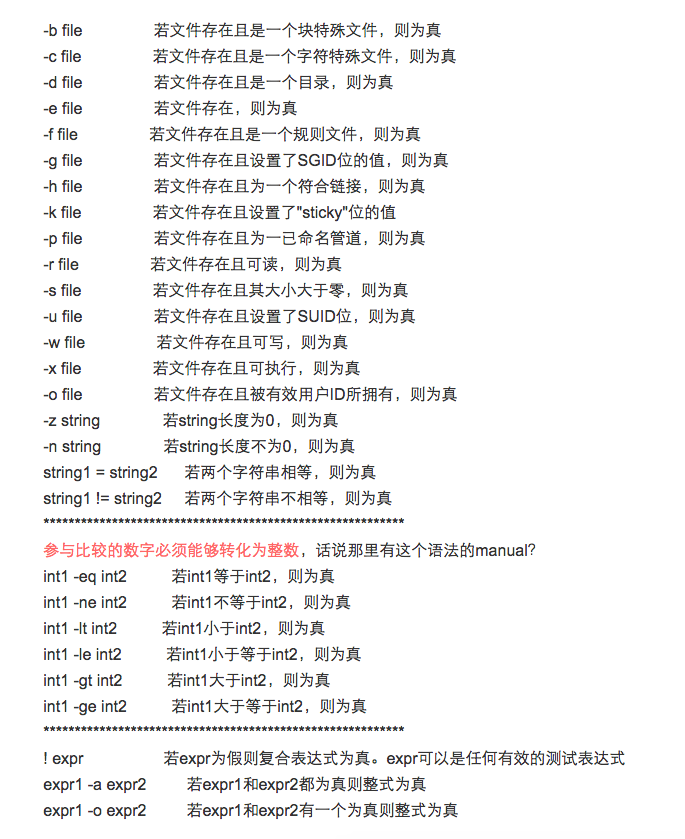 -b file 若文件存在且是一个块特殊文件，则为真
-c file 若文件存在且是一个字符特殊文件，则为真
-d file 若文件存在且是一个目录，则为真
-e file 若文件存在，则为真
-f file 若文件存在且是一个规则文件，则为真
-g file 若文件存在且设置了SGID位的值，则为真
-h file 若文件存在且为一个符合链接，则为真
-k file 若文件存在且设置了"sticky"位的值
-p file 若文件存在且为一已命名管道，则为真
-r file 若文件存在且可读，则为真
-s file 若文件存在且其大小大于零，则为真
-u file 若文件存在且设置了SUID位，则为真
-w file 若文件存在且可写，则为真
-x file 若文件存在且可执行，则为真
-o file 若文件存在且被有效用户ID所拥有，则为真
-z string 若string长度为0，则为真
-n string 若string长度不为0，则为真
string1 = string2 若两个字符串相等，则为真
string1 != string2 若两个字符串不相等，则为真
**********************************************************
参与比较的数字必须能够转化为整数，话说那里有这个语法的manual?
int1 -eq int2 若int1等于int2，则为真
int1 -ne int2 若int1不等于int2，则为真
int1 -lt int2 若int1小于int2，则为真
int1 -le int2 若int1小于等于int2，则为真
int1 -gt int2 若int1大于int2，则为真
int1 -ge int2 若int1大于等于int2，则为真
**********************************************************
! expr 若expr为假则复合表达式为真。expr可以是任何有效的测试表达式
expr1 -a expr2 若expr1和expr2都为真则整式为真
expr1 -o expr2 若expr1和expr2有一个为真则整式为真